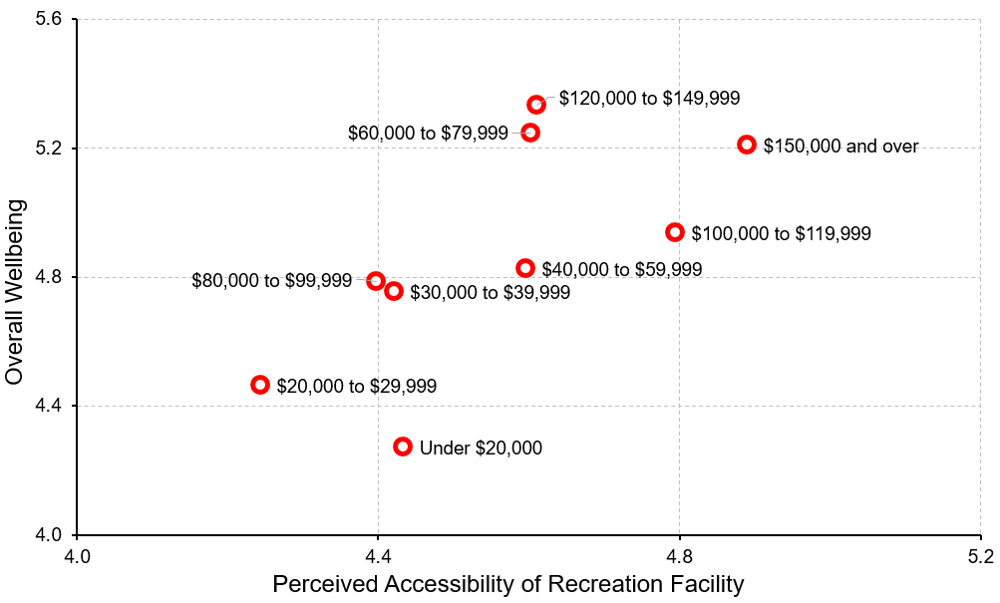 5.6
$120,000 to $149,999
$60,000 to $79,999
5.2
$150,000 and over
$100,000 to $119,999
$40,000 to $59,999
4.8
$80,000 to $99,999
$30,000 to $39,999
$20,000 to $29,999
4.4
Under $20,000
4.0
Overall Wellbeing
4.0 4.4 4.8 5.2
Perceived Accessibility of Recreation Facility